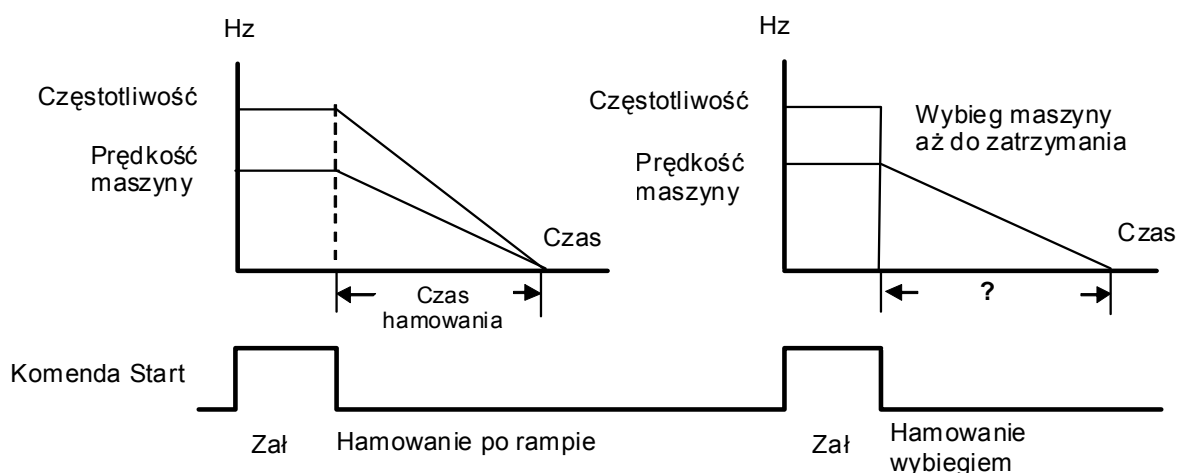 Hz
Częstotliwość
Prędkość
maszyny
Czas
Czas
hamowania
Hz
Częstotliwość
Wybieg maszyny
aż do zatrzymania
Prędkość
maszyny
Czas
?
Komenda Start
Zał
Hamowanie po rampie
Zał
Hamowanie
wybiegiem